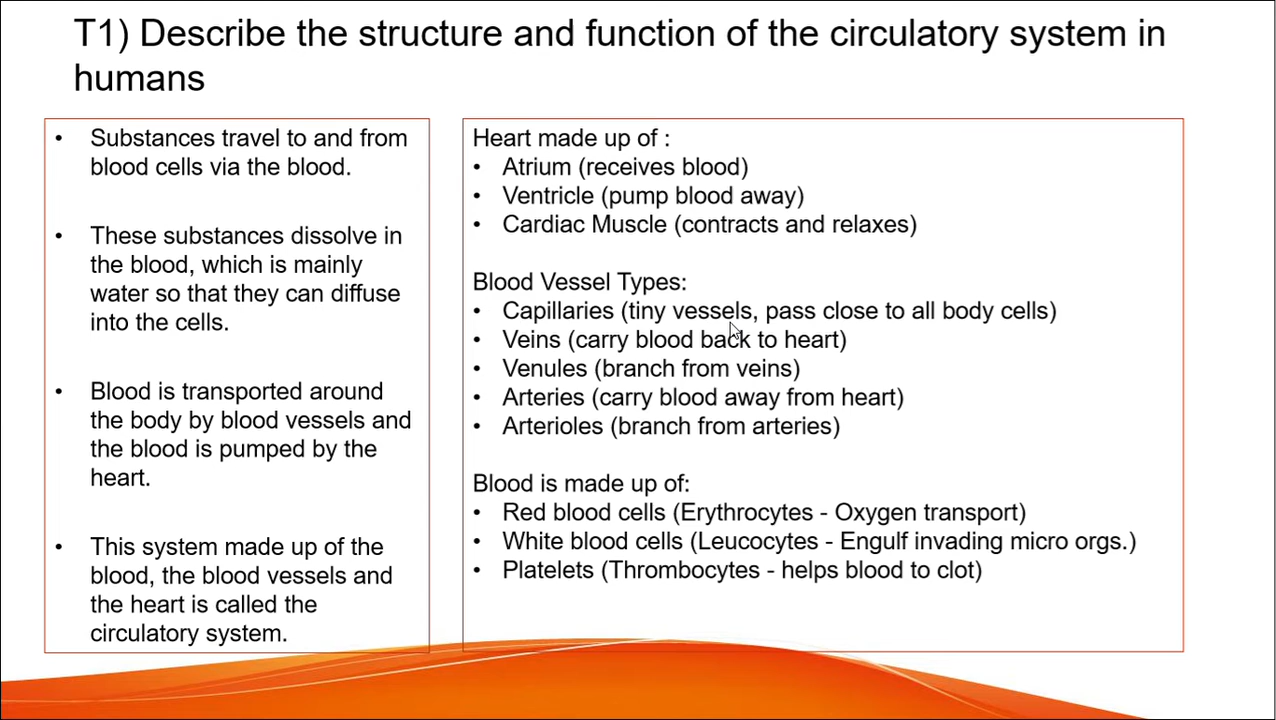 T1) Describe the structure and function of the circulatory system in
humans
• Substances travel to and from
blood cells via the blood.
• These substances dissolve in
the blood, which is mainly
water so that they can diffuse
into the cells.
• Blood is transported around
the body by blood vessels and
the blood is pumped by the
heart.
• This system made up of the
blood, the blood vessels and
the heart is called the
circulatory system.
Heart made up of :
• Atrium (receives blood)
• Ventricle (pump blood away)
• Cardiac Muscle (contracts and relaxes)
Blood Vessel Types:
• Capillaries (tiny vessels, pass close to all body cells)
• Veins (carry blood back to heart)
• Venules (branch from veins)
• Arteries (carry blood away from heart)
• Arterioles (branch from arteries)
Blood is made up of:
• Red blood cells (Erythrocytes - Oxygen transport)
• White blood cells (Leucocytes - Engulf invading micro orgs.)
• Platelets (Thrombocytes - helps blood to clot)